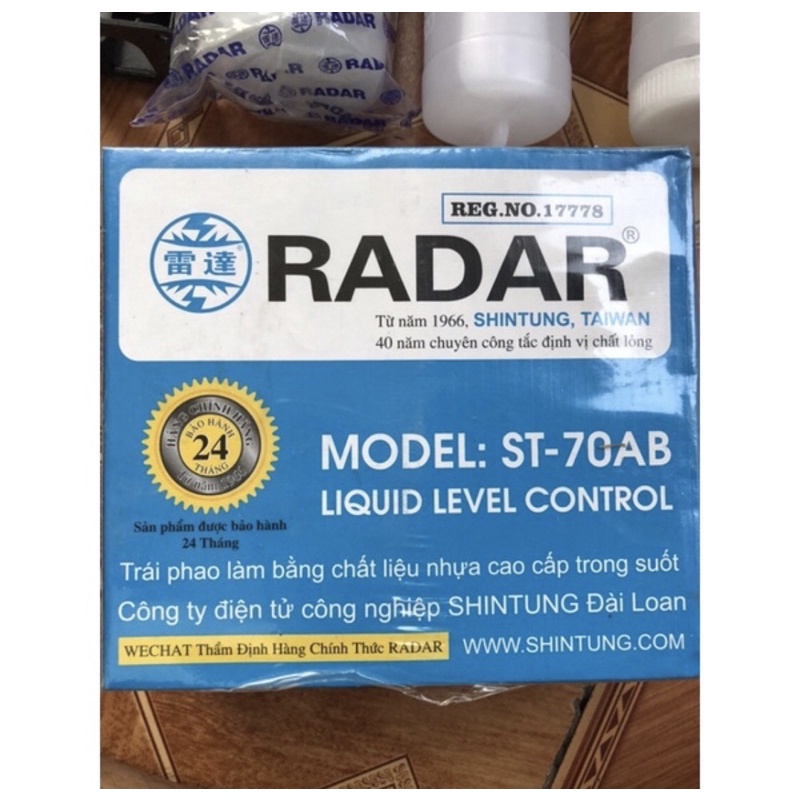 RADAR
RADAR
RADAR
RADAR
REG.NO.17778
雷達
RADAR®
Từ năm 1966, SHINTUNG, TAIWAN
40 năm chuyên công tắc định vị chất lỏng
HÀNG CHÍNH HÃNG
BẢO HÀNH
24
THÁNG
Từ năm
Sản phẩm được bảo hành
24 Tháng
MODEL: ST-70AB
LIQUID LEVEL CONTROL
Trái phao làm bằng chất liệu nhựa cao cấp trong suốt
Công ty điện tử công nghiệp SHINTUNG Đài Loan
WECHAT Thẩm Định Hàng Chính Thức RADAR
WWW.SHINTUNG.COM